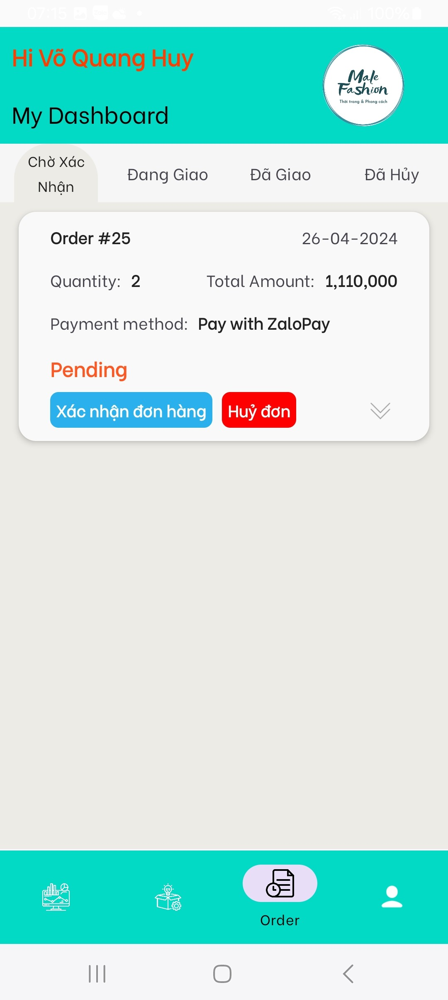 07:15 100%
Hi Võ Quang Huy
Male
Fashion
Thời trang & Phong cách
My Dashboard
Chờ Xác
Nhận
Đang Giao
Đã Giao
Đã Hủy
Order #25 26-04-2024
Quantity: 2 Total Amount: 1,110,000
Payment method: Pay with ZaloPay
Pending
Xác nhận đơn hàng Huỷ đơn
Order